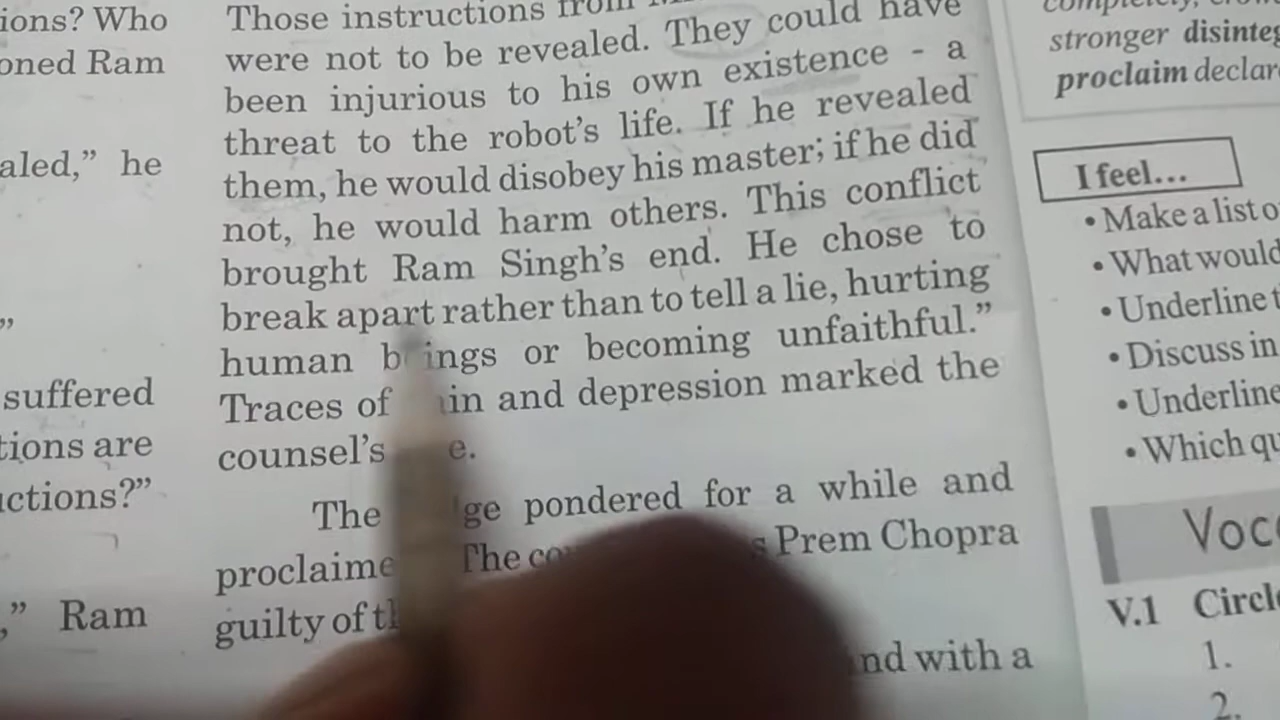 ions? Who
oned Ram
aled,” he
”
suffered
tions are
uctions?”
,” Ram
Those instructions from
were not to be revealed. They could have
been injurious to his own existence - a
threat to the robot’s life. If he revealed
them, he would disobey his master; if he did
not, he would harm others. This conflict
brought Ram Singh’s end. He chose to
break apart rather than to tell a lie, hurting
human beings or becoming unfaithful.”
Traces of in and depression marked the
counsel’s e.
The ge pondered for a while and
proclaime The co s Prem Chopra
guilty of th
nd with a
stronger disinteg
proclaim declar
I feel...
• Make a list o
• What would
• Underline t
• Discuss in
• Underline
• Which qu
Voca
V.1 Circl
1.
2.